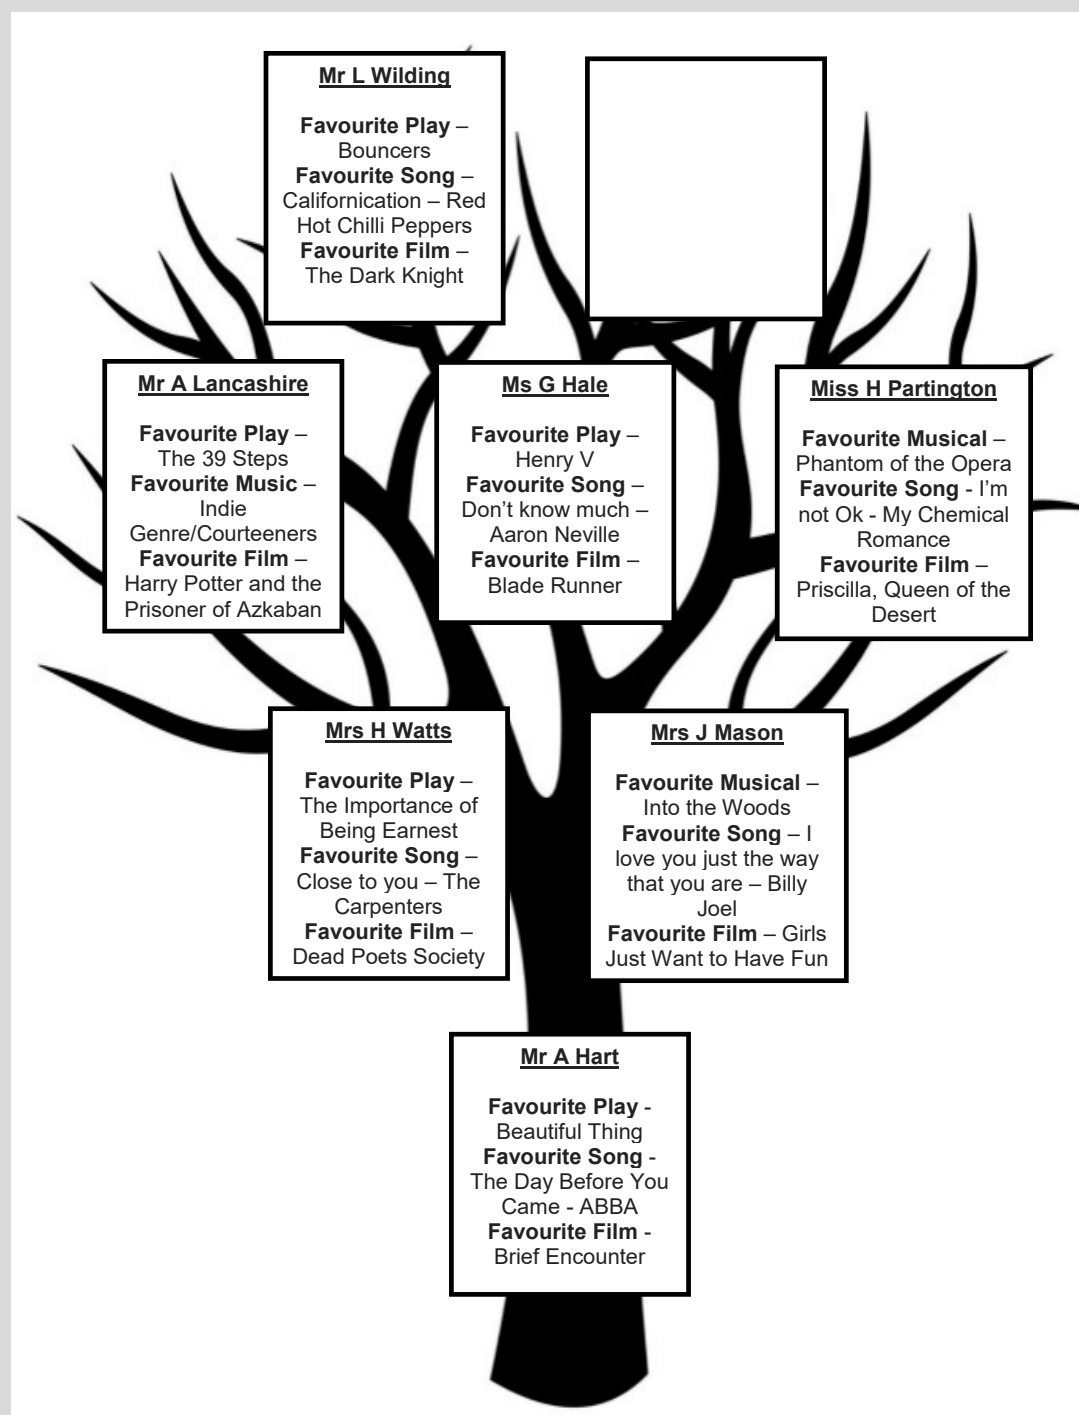 Mr L Wilding
Favourite Play –
Bouncers
Favourite Song –
Californication – Red
Hot Chilli Peppers
Favourite Film –
The Dark Knight
Mr A Lancashire
Favourite Play –
The 39 Steps
Favourite Music –
Indie
Genre/Courteeners
Favourite Film –
Harry Potter and the
Prisoner of Azkaban
Ms G Hale
Favourite Play –
Henry V
Favourite Song –
Don’t know much –
Aaron Neville
Favourite Film –
Blade Runner
Miss H Partington
Favourite Musical –
Phantom of the Opera
Favourite Song - I’m
not Ok - My Chemical
Romance
Favourite Film –
Priscilla, Queen of the
Desert
Mrs H Watts
Favourite Play –
The Importance of
Being Earnest
Favourite Song –
Close to you – The
Carpenters
Favourite Film –
Dead Poets Society
Mrs J Mason
Favourite Musical –
Into the Woods
Favourite Song – I
love you just the way
that you are – Billy
Joel
Favourite Film – Girls
Just Want to Have Fun
Mr A Hart
Favourite Play -
Beautiful Thing
Favourite Song -
The Day Before You
Came - ABBA
Favourite Film -
Brief Encounter